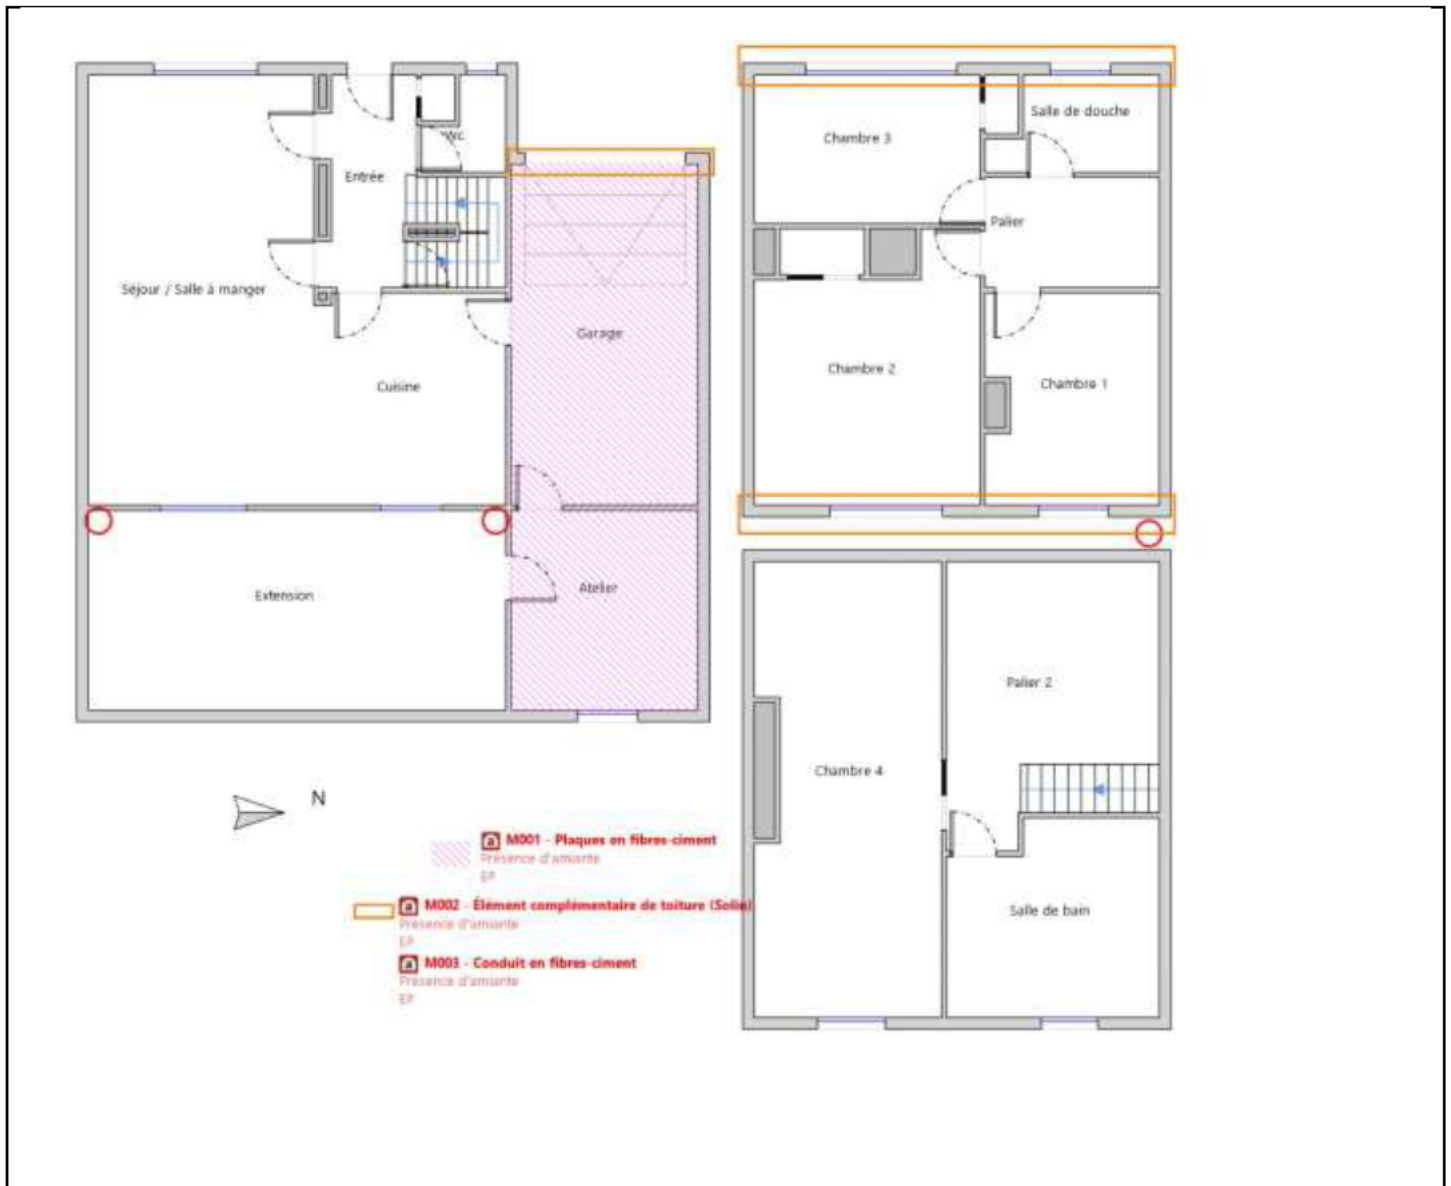 Salle de douche
Chambre 3
Wc
Entrée
Palier
Séjour / Salle à manger
Garage
Chambre 2
Chambre 1
Cuisine
Atelier
Extension
Palier 2
Chambre 4
N
a M001 - Plaques en fibres-ciment
Présence d'amiante
EP
a M002 - Élément complémentaire de toiture (Solin)
Présence d'amiante
EP
Salle de bain
a M003 - Conduit en fibres-ciment
Présence d'amiante
EP